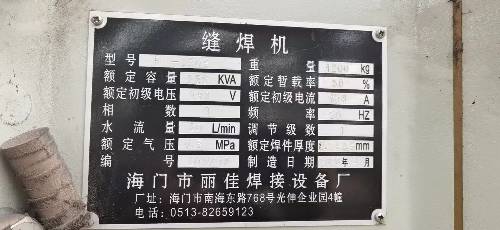 缝焊机
型号 重量 kg
额定容量 KVA 额定暂载率 50 %
额定初级电压 V 额定初级电流 A
相数 频率 HZ
水流量 L/min 调节级数
额定气压 MPa 额定焊件厚度 mm
编号 制造日期 年 月
海门市丽佳焊接设备厂
厂址：海门市南海东路768号光伸企业园4幢
电话：0513-82659123